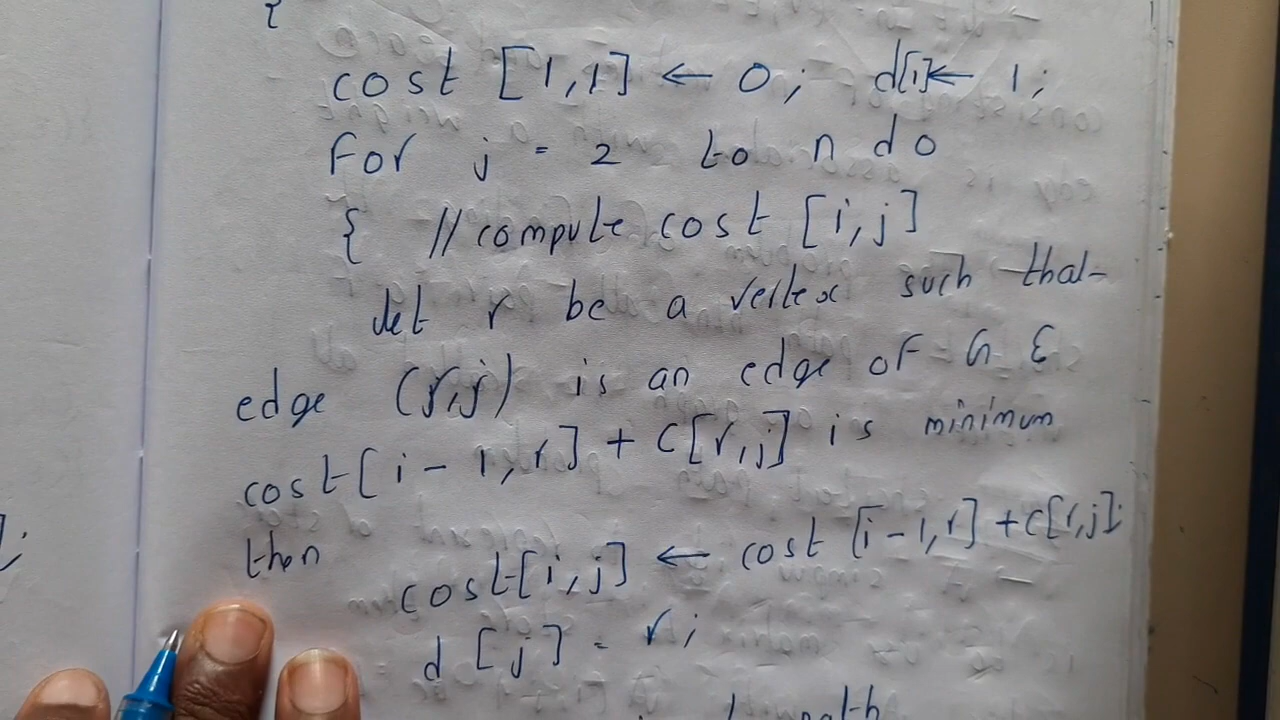 {
cost [1,1] ← 0; d[1]← 1;
For j = 2 to n do
{ //compute cost [i,j]
Let r be a vertex such that
edge (r,j) is an edge of G &
cost[i-1,r] + C[r,j] is minimum
then
cost[i,j] ← cost [i-1,r] +C[r,j];
d [j] = r;
];